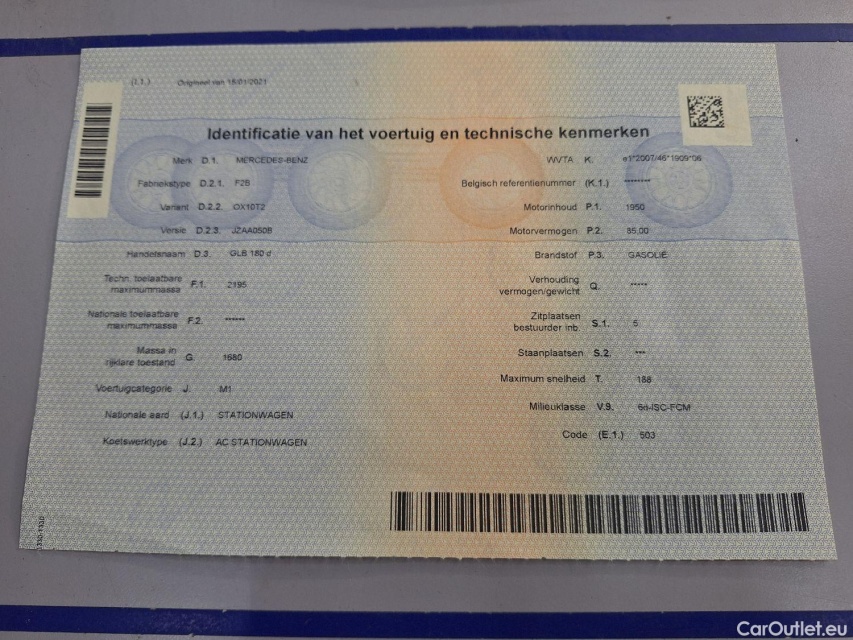 (I.1.) Origineel van 15/01/2021
Identificatie van het voertuig en technische kenmerken
Merk D.1. MERCEDES-BENZ
Fabriekstype D.2.1. F2B
Variant D.2.2. OX10T2
Versie D.2.3. JZAA050B
Handelsnaam D.3. GLB 180 d
Techn. toelaatbare
maximummassa F.1. 2195
Nationale toelaatbare
maximummassa F.2. ******
Massa in
rijklare toestand G. 1680
Voertuigcategorie J. M1
Nationale aard (J.1.) STATIONWAGEN
Koetswerktype (J.2.) AC STATIONWAGEN
WVTA K. e1*2007/46*1909*06
Belgisch referentienummer (K.1.) ********
Motorinhoud P.1. 1950
Motorvermogen P.2. 85,00
Brandstof P.3. GASOLIE
Verhouding
vermogen/gewicht Q. *****
Zitplaatsen
bestuurder inb. S.1. 5
Staanplaatsen S.2. ***
Maximum snelheid T. 188
Milieuklasse V.9. 6d-ISC-FCM
Code (E.1.) 503
CarOutlet.eu